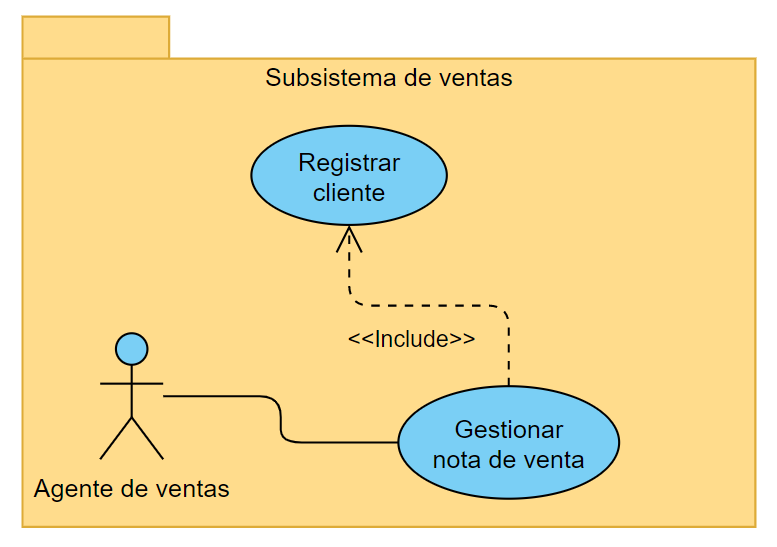 Subsistema de ventas
Registrar
cliente
<<Include>>
Gestionar
nota de venta
Agente de ventas